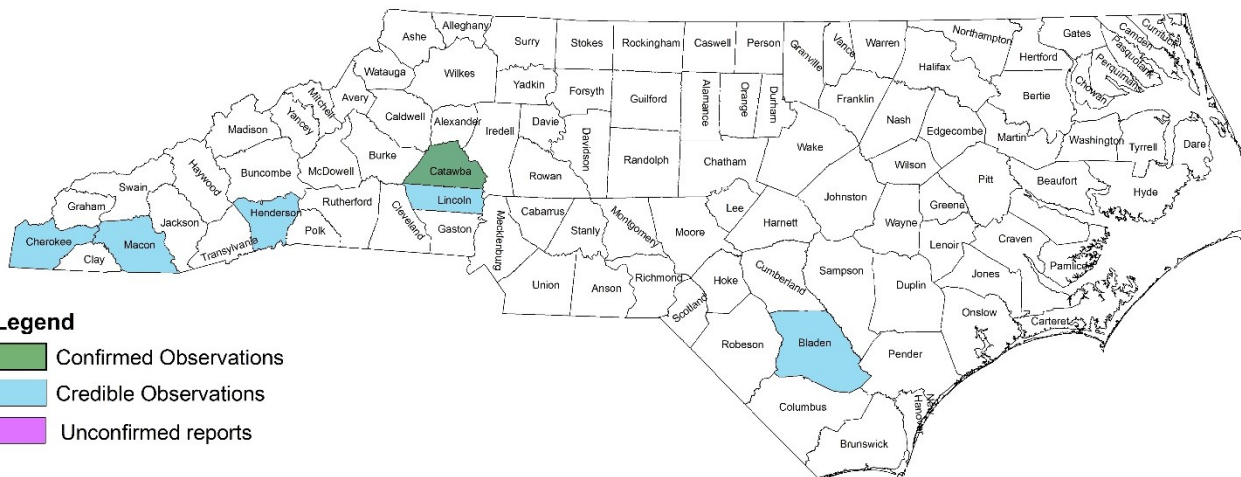 Alleghany
Ashe
Surry
Stokes
Rockingham
Caswell
Person
Granville
Vance
Warren
Northampton
Gates
Hertford
Currituck
Camden
Pasquotank
Perquimans
Chowan
Watauga
Wilkes
Yadkin
Forsyth
Guilford
Alamance
Orange
Durham
Franklin
Halifax
Bertie
Mitchell
Avery
Yancey
Caldwell
Alexander
Iredell
Davie
Davidson
Nash
Edgecombe
Martin
Washington
Tyrrell
Dare
Madison
Burke
McDowell
Buncombe
Haywood
Catawba
Rowan
Randolph
Chatham
Wake
Wilson
Pitt
Beaufort
Hyde
Swain
Graham
Jackson
Henderson
Rutherford
Polk
Cleveland
Lincoln
Gaston
Mecklenburg
Cabarrus
Stanly
Montgomery
Moore
Lee
Harnett
Johnston
Wayne
Greene
Lenoir
Craven
Pamlico
Cherokee
Macon
Clay
Transylvania
Union
Anson
Richmond
Scotland
Hoke
Cumberland
Sampson
Duplin
Jones
Onslow
Carteret
Robeson
Bladen
Pender
Columbus
New
Hanover
Brunswick
Legend
Confirmed Observations
Credible Observations
Unconfirmed reports